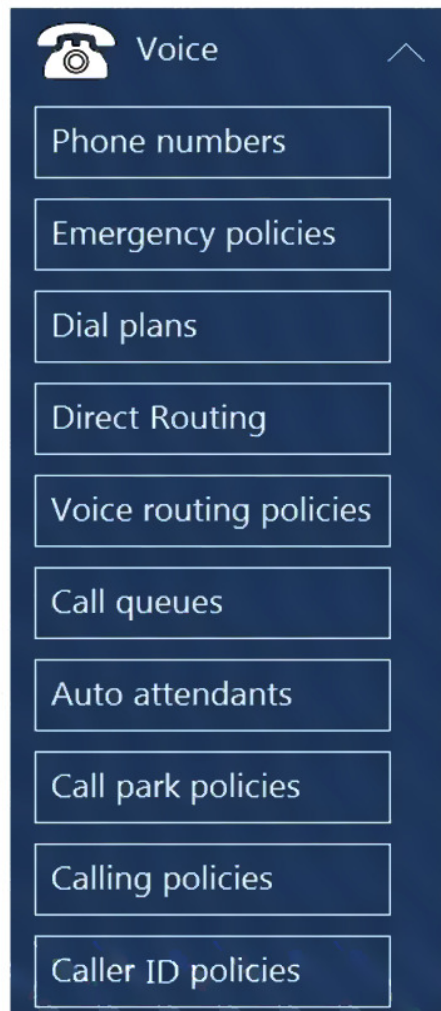 Voice
Phone numbers
Emergency policies
Dial plans
Direct Routing
Voice routing policies
Call queues
Auto attendants
Call park policies
Calling policies
Caller ID policies